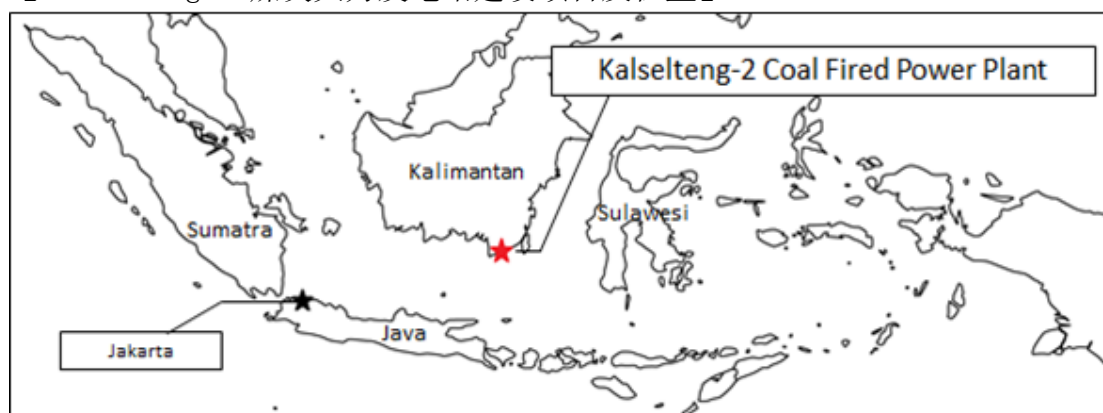 Kalselteng-2 Coal Fired Power Plant
Kalimantan
Sulawesi
Sumatra
Java
Jakarta